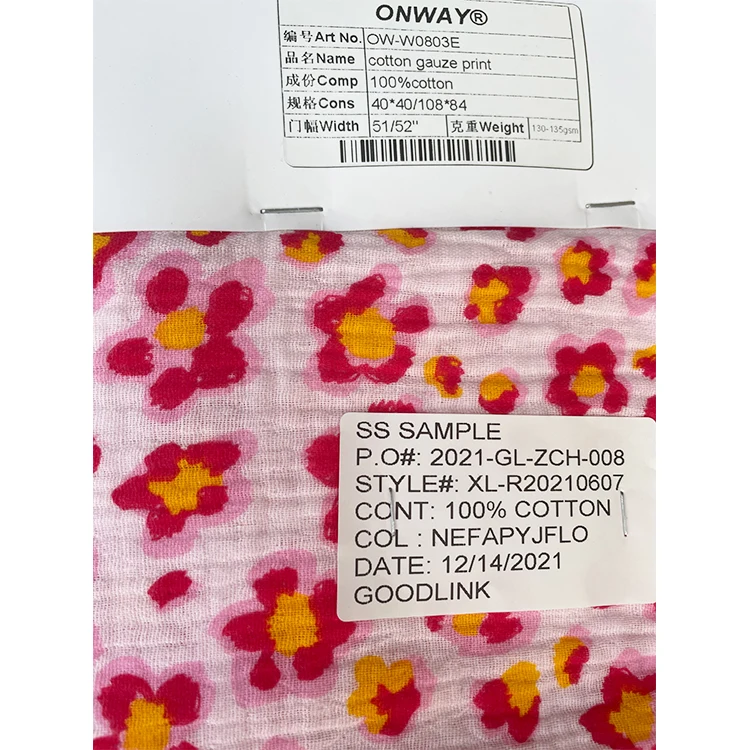 ONWAY®
编号Art No. OW-W0803E
品名Name cotton gauze print
成份Comp 100%cotton
规格Cons 40*40/108*84
门幅Width 51/52" 克重Weight 130-135gsm
SS SAMPLE
P.O#: 2021-GL-ZCH-008
STYLE#: XL-R20210607
CONT: 100% COTTON
COL : NEFAPYJFLO
DATE: 12/14/2021
GOODLINK